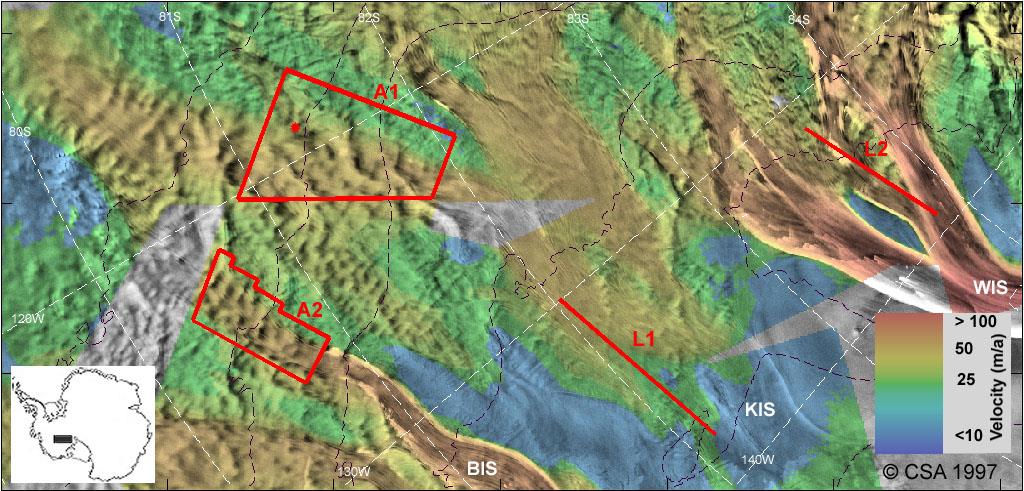 81S
82S
83S
84S
A1
80S
L2
A2
120W
WIS
L1
> 100
50
25
<10
Velocity (m/a)
KIS
140W
130W
BIS
© CSA 1997